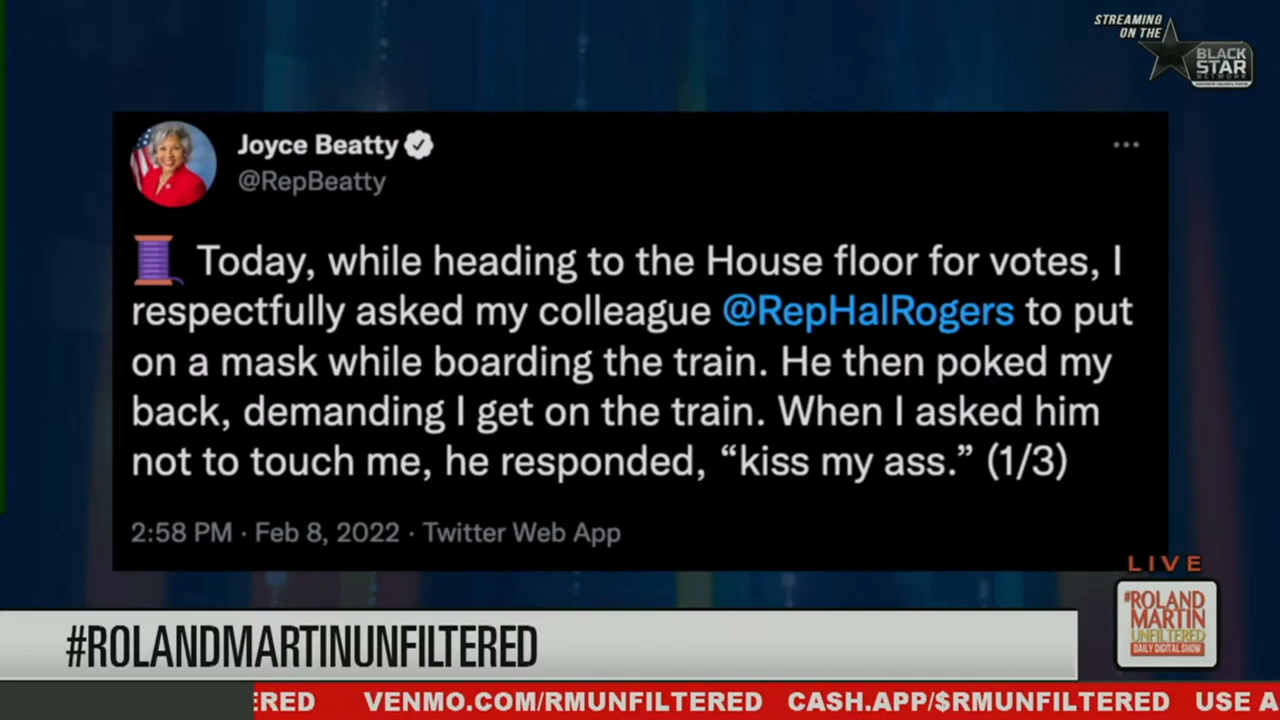 STREAMING
ON THE
BLACK
STAR
NETWORK
Joyce Beatty
@RepBeatty
Today, while heading to the House floor for votes, I
respectfully asked my colleague @RepHalRogers to put
on a mask while boarding the train. He then poked my
back, demanding I get on the train. When I asked him
not to touch me, he responded, “kiss my ass.” (1/3)
2:58 PM · Feb 8, 2022 · Twitter Web App
LIVE
#ROLAND
MARTIN
UNFILTERED
DAILY DIGITAL SHOW
#ROLANDMARTINUNFILTERED
ERED VENMO.COM/RMUNFILTERED CASH.APP/$RMUNFILTERED USE A